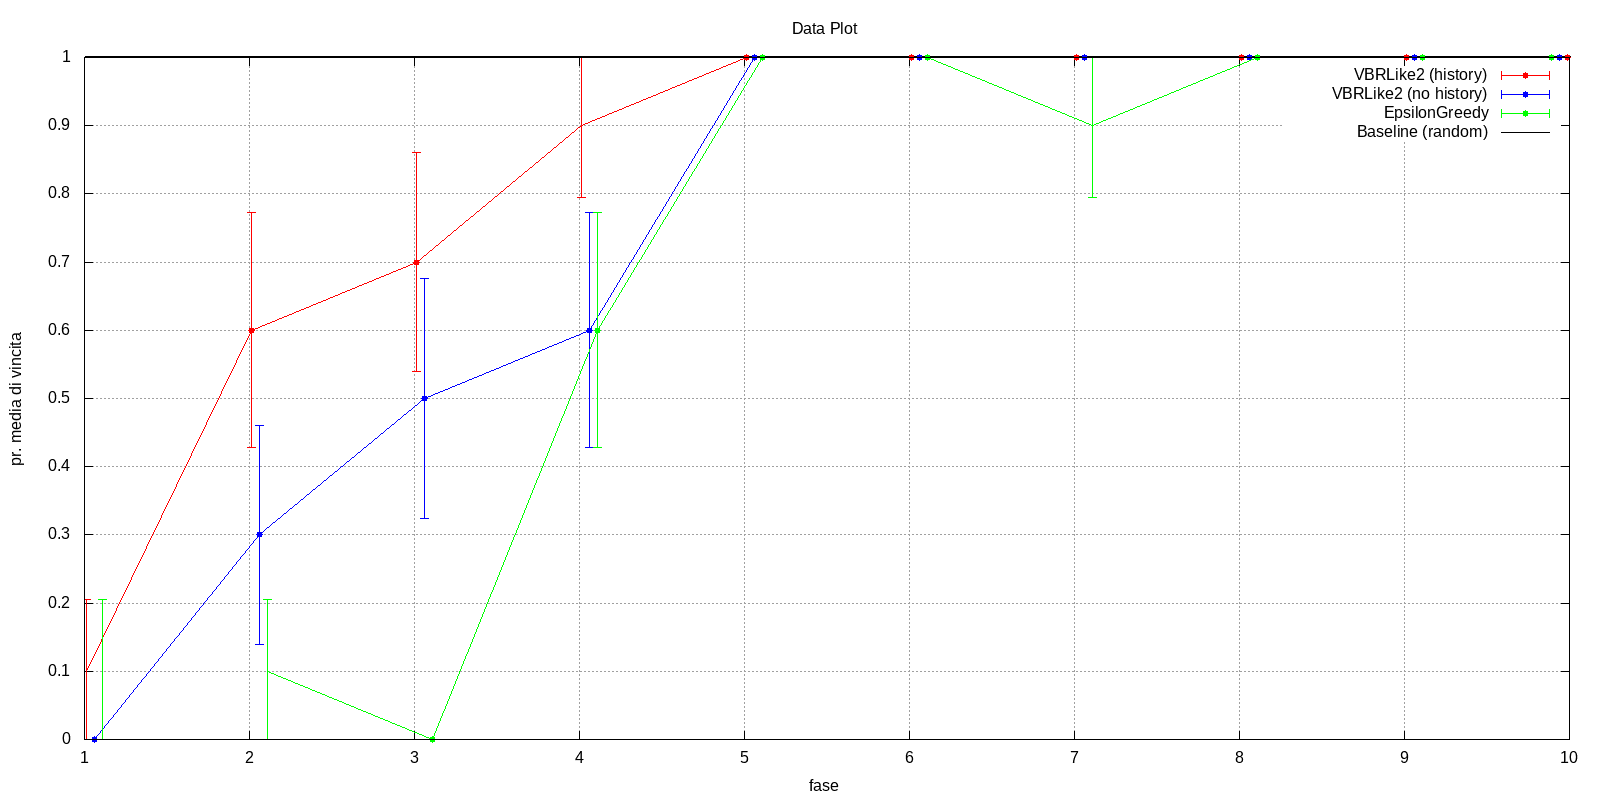 Data Plot
pr. media di vincita
1
0.9
0.8
0.7
0.6
0.5
0.4
0.3
0.2
0.1
0
VBRLike2 (history)
VBRLike2 (no history)
EpsilonGreedy
Baseline (random)
1 2 3 4 5 6 7 8 9 10
fase